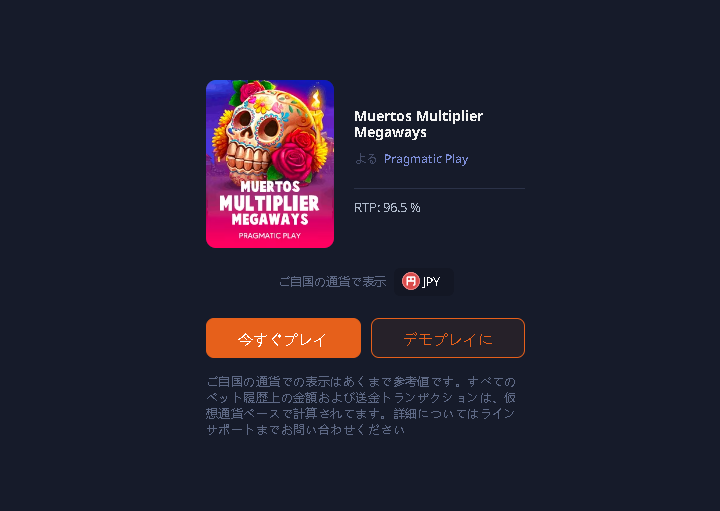 MUERTOS
MULTIPLIER
MEGAWAYS
PRAGMATIC PLAY
Muertos Multiplier
Megaways
よる Pragmatic Play
RTP: 96.5 %
ご自国の通貨で表示
円 JPY
今すぐプレイ
デモプレイに
ご自国の通貨での表示はあくまで参考値です。すべての
ベット履歴上の金額および送金トランザクションは、仮
想通貨ベースで計算されてます。詳細についてはライン
サポートまでお問い合わせください